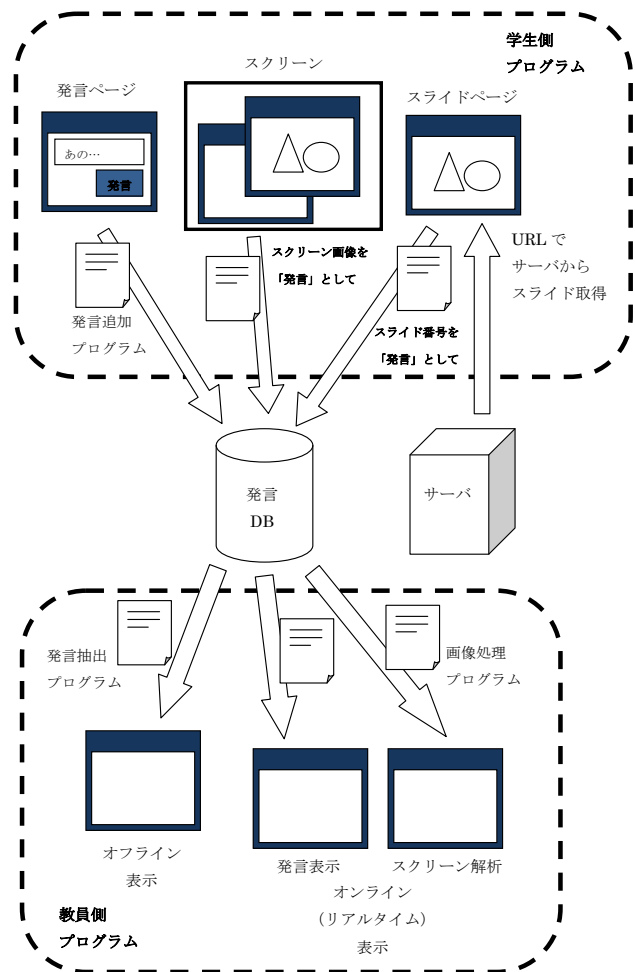 学生側
プログラム
スクリーン
発言ページ
スライドページ
あの…
発言
スクリーン画像を
「発言」として
URL で
サーバから
スライド取得
発言追加
プログラム
スライド番号を
「発言」として
発言
DB
サーバ
発言抽出
プログラム
画像処理
プログラム
オフライン
表示
発言表示
スクリーン解析
オンライン
（リアルタイム）
表示
教員側
プログラム